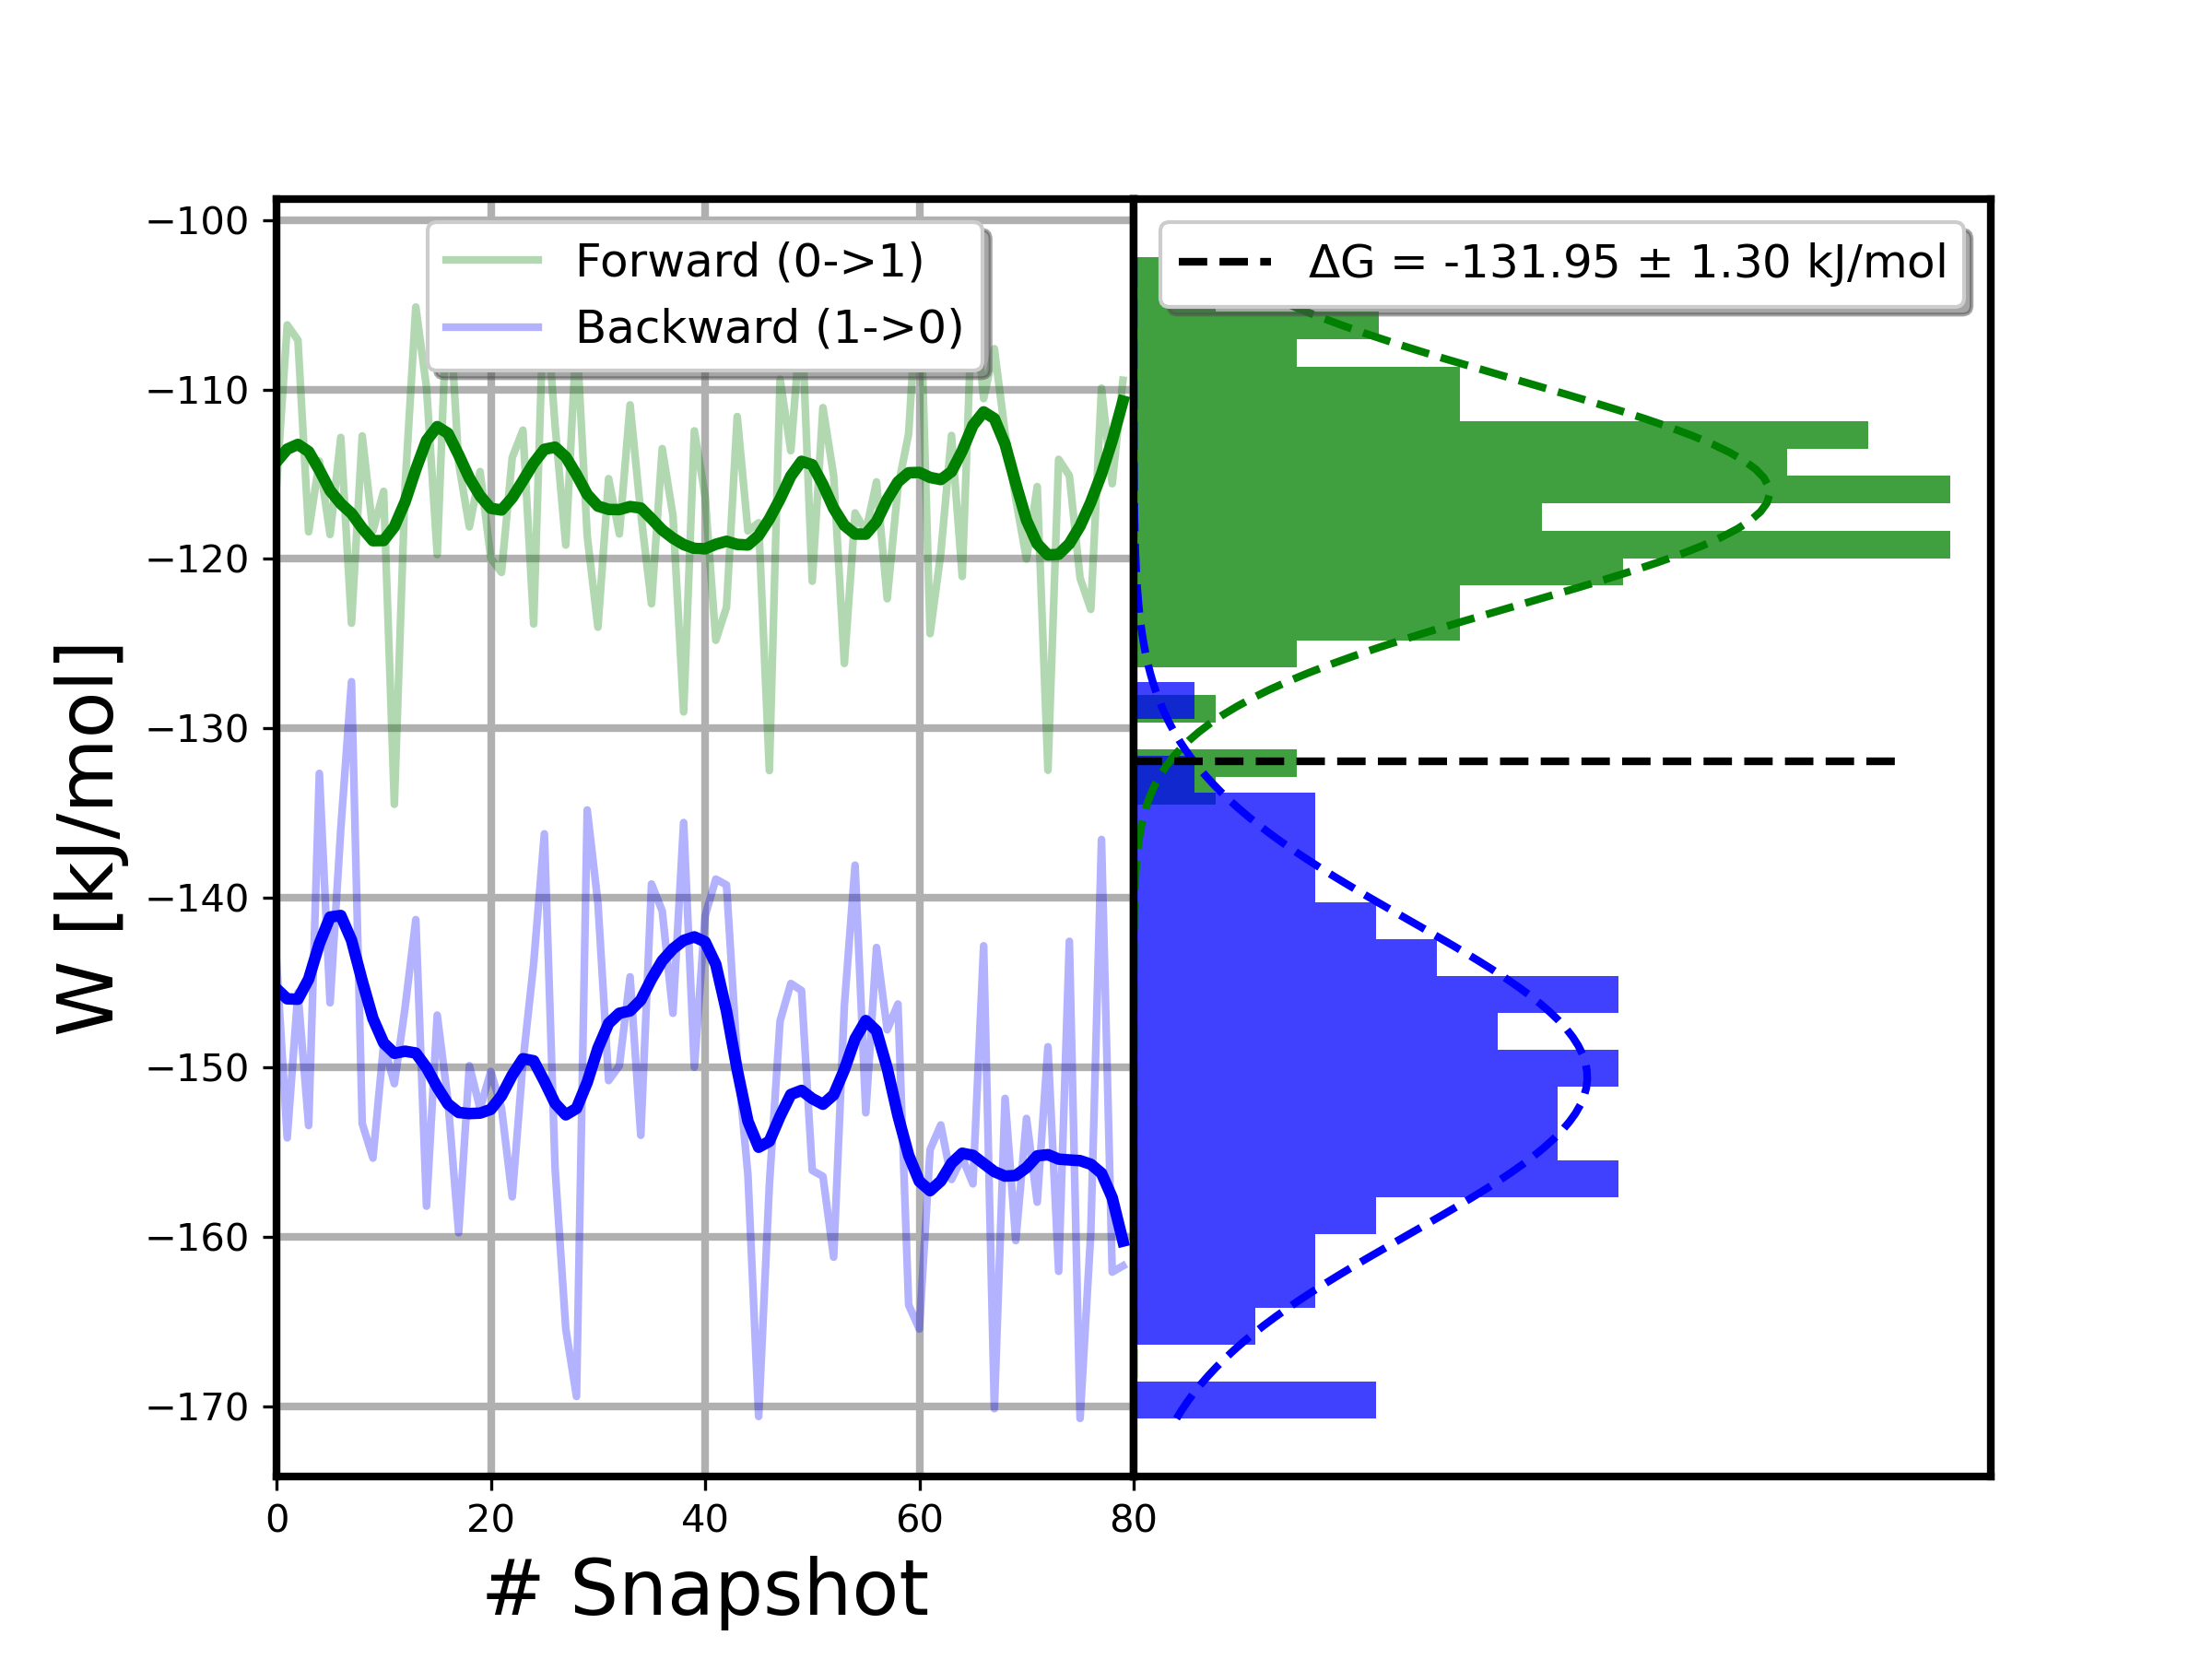 Forward (0->1)
Backward (1->0)
ΔG = -131.95 ± 1.30 kJ/mol
W [kJ/mol]
−100
−110
−120
−130
−140
−150
−160
−170
0 20 40 60 80
# Snapshot